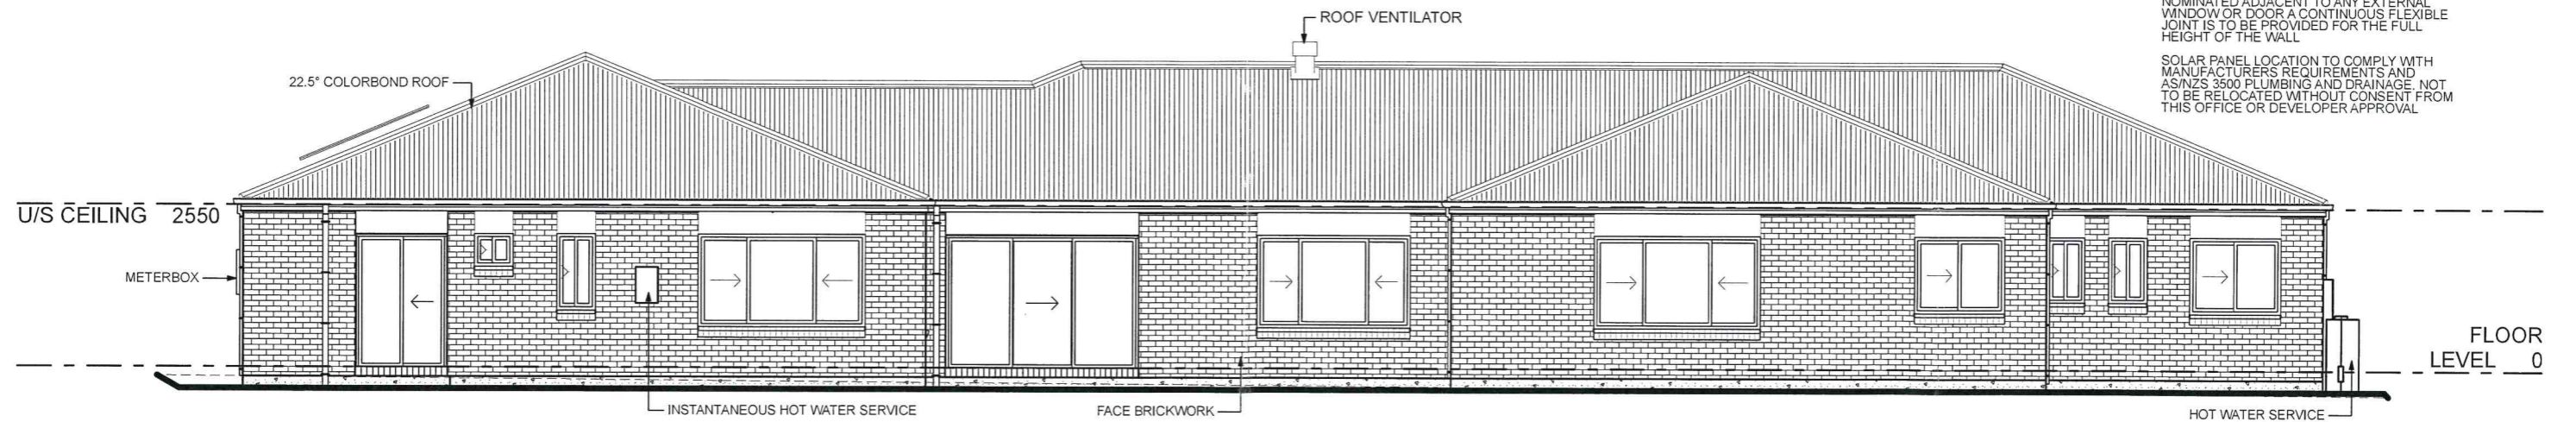 NOMINATED ADJACENT TO ANY EXTERNAL
WINDOW OR DOOR A CONTINUOUS FLEXIBLE
JOINT IS TO BE PROVIDED FOR THE FULL
HEIGHT OF THE WALL
SOLAR PANEL LOCATION TO COMPLY WITH
MANUFACTURERS REQUIREMENTS AND
AS/NZS 3500 PLUMBING AND DRAINAGE. NOT
TO BE RELOCATED WITHOUT CONSENT FROM
THIS OFFICE OR DEVELOPER APPROVAL
ROOF VENTILATOR
22.5° COLORBOND ROOF
U/S CEILING 2550
METERBOX
FLOOR
LEVEL 0
INSTANTANEOUS HOT WATER SERVICE
FACE BRICKWORK
HOT WATER SERVICE